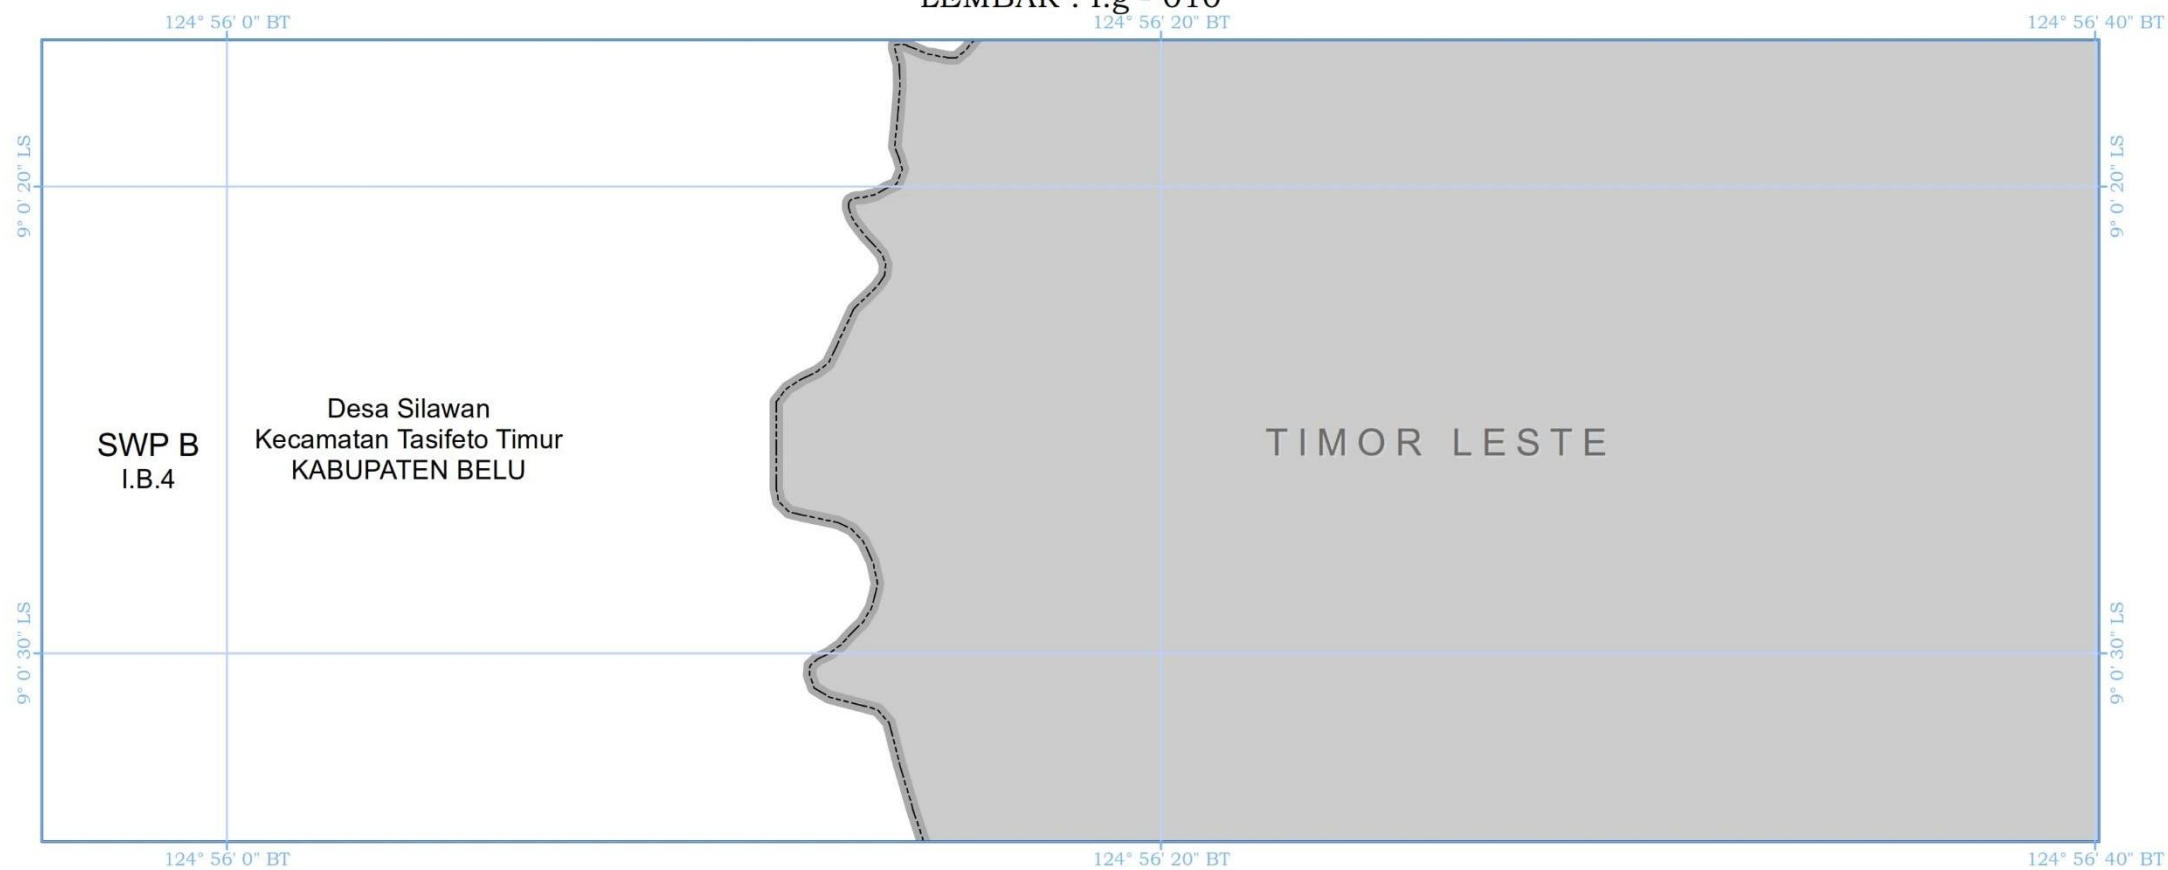 LEMBAR : I.g - 010
124° 56' 0" BT
124° 56' 20" BT
124° 56' 40" BT
9° 0' 20" LS
9° 0' 20" LS
Desa Silawan
Kecamatan Tasifeto Timur
KABUPATEN BELU
SWP B
I.B.4
TIMOR LESTE
9° 0' 30" LS
9° 0' 30" LS
124° 56' 0" BT
124° 56' 20" BT
124° 56' 40" BT